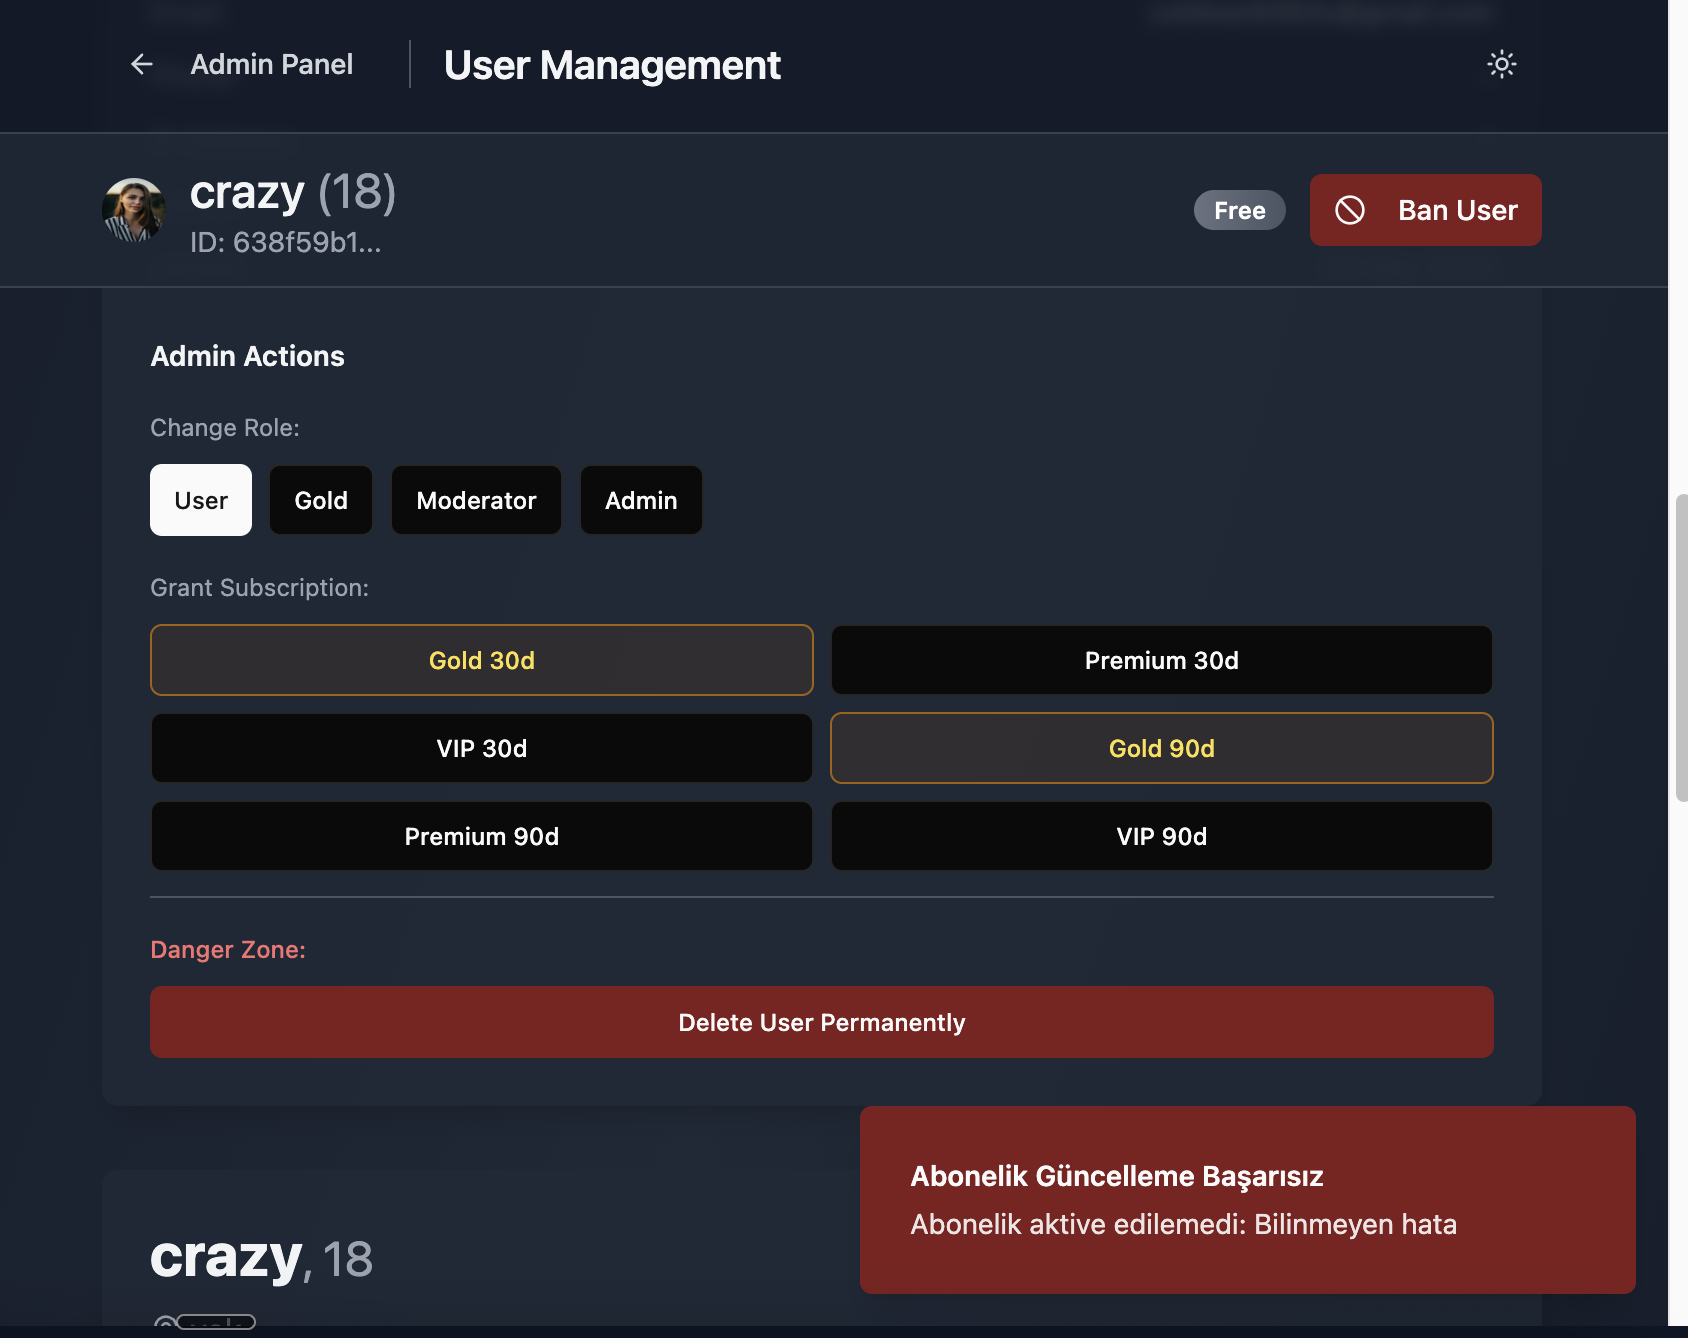 Admin Panel
User Management
crazy (18)
ID: 638f59b1...
Free
Ban User
Admin Actions
Change Role:
User
Gold
Moderator
Admin
Grant Subscription:
Gold 30d
Premium 30d
VIP 30d
Gold 90d
Premium 90d
VIP 90d
Danger Zone:
Delete User Permanently
Abonelik Güncelleme Başarısız
Abonelik aktive edilemedi: Bilinmeyen hata
crazy, 18